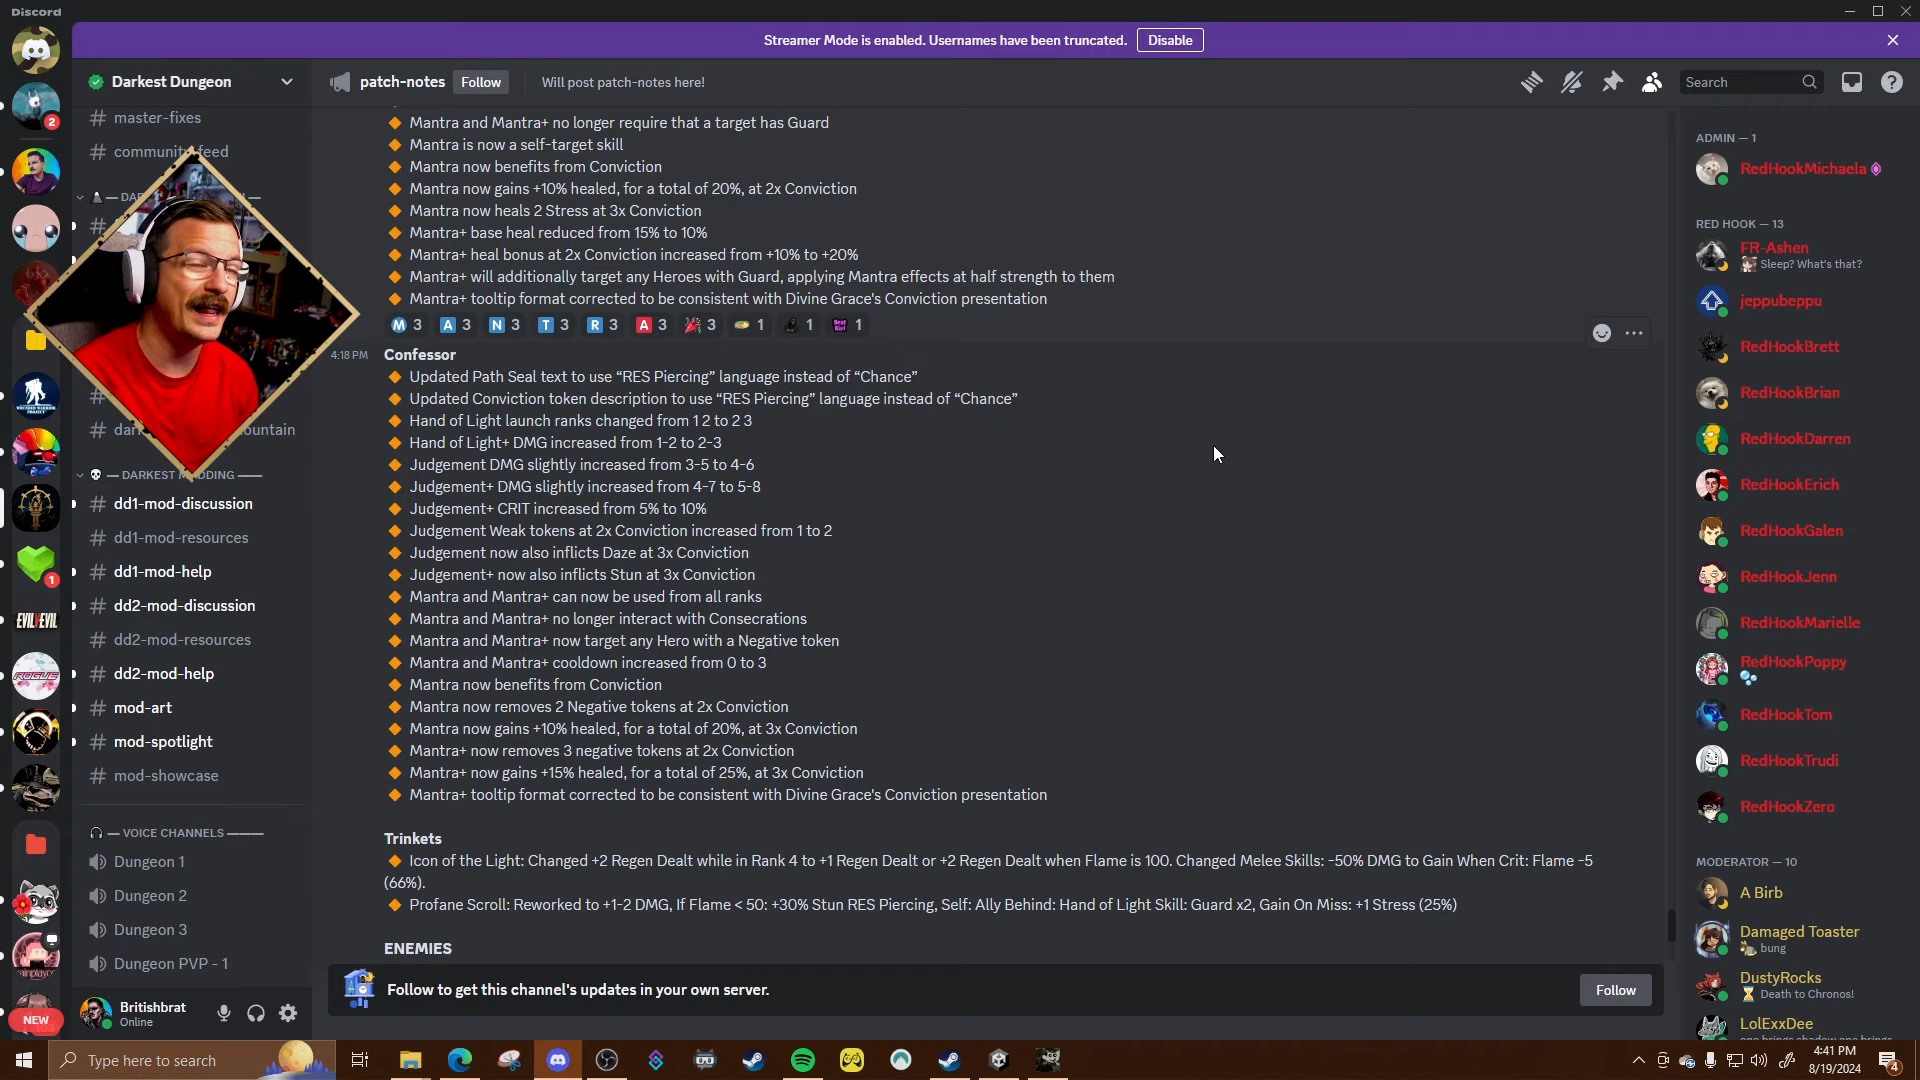 Discord
Streamer Mode is enabled. Usernames have been truncated.
Disable
Darkest Dungeon
patch-notes
Follow
Will post patch-notes here!
Search
master-fixes
community-feed
DARKEST MODDING
dd1-mod-discussion
dd1-mod-resources
dd1-mod-help
dd2-mod-discussion
dd2-mod-resources
dd2-mod-help
mod-art
mod-spotlight
mod-showcase
VOICE CHANNELS
Dungeon 1
Dungeon 2
Dungeon 3
Dungeon PVP - 1
Britishbrat
Online
NEW
2
1
EVIL EVIL
ROGUE
Mantra and Mantra+ no longer require that a target has Guard
Mantra is now a self-target skill
Mantra now benefits from Conviction
Mantra now gains +10% healed, for a total of 20%, at 2x Conviction
Mantra now heals 2 Stress at 3x Conviction
Mantra+ base heal reduced from 15% to 10%
Mantra+ heal bonus at 2x Conviction increased from +10% to +20%
Mantra+ will additionally target any Heroes with Guard, applying Mantra effects at half strength to them
Mantra+ tooltip format corrected to be consistent with Divine Grace's Conviction presentation
M 3 A 3 N 3 T 3 R 3 A 3 3 1 1 1
4:18 PM
Confessor
Updated Path Seal text to use “RES Piercing” language instead of “Chance”
Updated Conviction token description to use “RES Piercing” language instead of “Chance”
Hand of Light launch ranks changed from 1 2 to 2 3
Hand of Light+ DMG increased from 1-2 to 2-3
Judgement DMG slightly increased from 3-5 to 4-6
Judgement+ DMG slightly increased from 4-7 to 5-8
Judgement+ CRIT increased from 5% to 10%
Judgement Weak tokens at 2x Conviction increased from 1 to 2
Judgement now also inflicts Daze at 3x Conviction
Judgement+ now also inflicts Stun at 3x Conviction
Mantra and Mantra+ can now be used from all ranks
Mantra and Mantra+ no longer interact with Consecrations
Mantra and Mantra+ now target any Hero with a Negative token
Mantra and Mantra+ cooldown increased from 0 to 3
Mantra now benefits from Conviction
Mantra now removes 2 Negative tokens at 2x Conviction
Mantra now gains +10% healed, for a total of 20%, at 3x Conviction
Mantra+ now removes 3 negative tokens at 2x Conviction
Mantra+ now gains +15% healed, for a total of 25%, at 3x Conviction
Mantra+ tooltip format corrected to be consistent with Divine Grace's Conviction presentation
Trinkets
Icon of the Light: Changed +2 Regen Dealt while in Rank 4 to +1 Regen Dealt or +2 Regen Dealt when Flame is 100. Changed Melee Skills: -50% DMG to Gain When Crit: Flame -5
(66%).
Profane Scroll: Reworked to +1-2 DMG, If Flame < 50: +30% Stun RES Piercing, Self: Ally Behind: Hand of Light Skill: Guard x2, Gain On Miss: +1 Stress (25%)
ENEMIES
Follow to get this channel's updates in your own server.
Follow
ADMIN — 1
RedHookMichaela
RED HOOK — 13
FR-Ashen
Sleep? What's that?
jeppubeppu
RedHookBrett
RedHookBrian
RedHookDarren
RedHookErich
RedHookGalen
RedHookJenn
RedHookMarielle
RedHookPoppy
RedHookTom
RedHookTrudi
RedHookZero
MODERATOR — 10
A Birb
Damaged Toaster
bung
DustyRocks
Death to Chronos!
LolExxDee
Type here to search
4:41 PM
8/19/2024
4